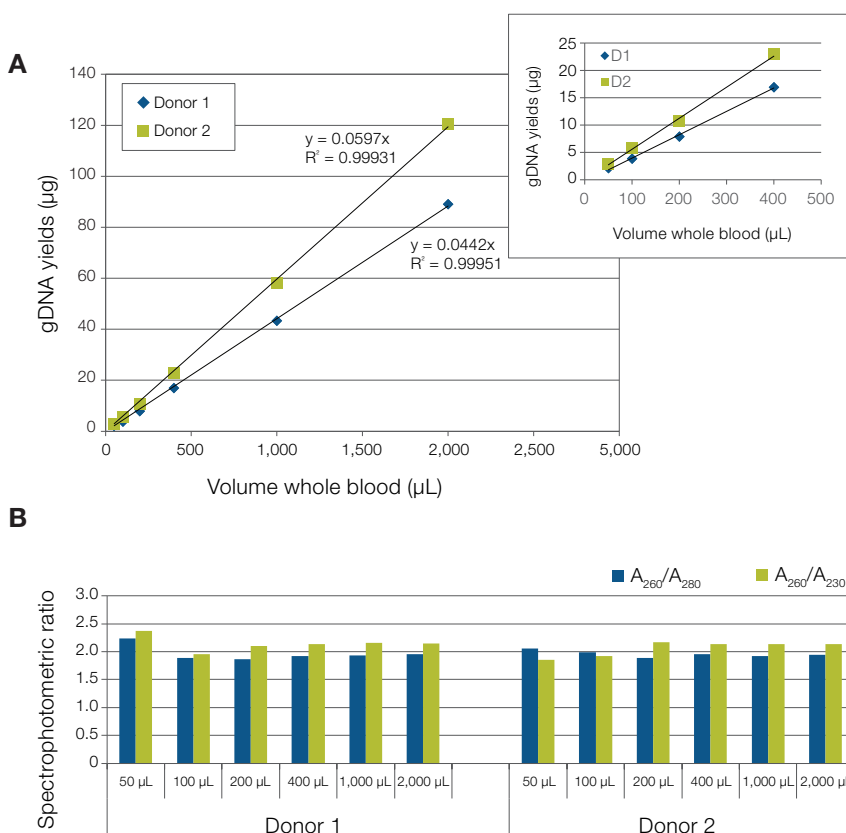 A
140
120
100
80
60
40
20
0
gDNA yields (µg)
Donor 1
Donor 2
y = 0.0597x
R² = 0.99931
y = 0.0442x
R² = 0.99951
0
500
1,000
1,500
2,000
2,500
5,000
Volume whole blood (µL)
25
20
15
10
5
0
gDNA yields (µg)
D1
D2
0
100
200
300
400
500
Volume whole blood (µL)
B
A₂₆₀/A₂₈₀
A₂₆₀/A₂₃₀
Spectrophotometric ratio
3.0
2.5
2.0
1.5
1.0
0.5
0
50 µL 100 µL 200 µL 400 µL 1,000 µL 2,000 µL 50 µL 100 µL 200 µL 400 µL 1,000 µL 2,000 µL
Donor 1 Donor 2